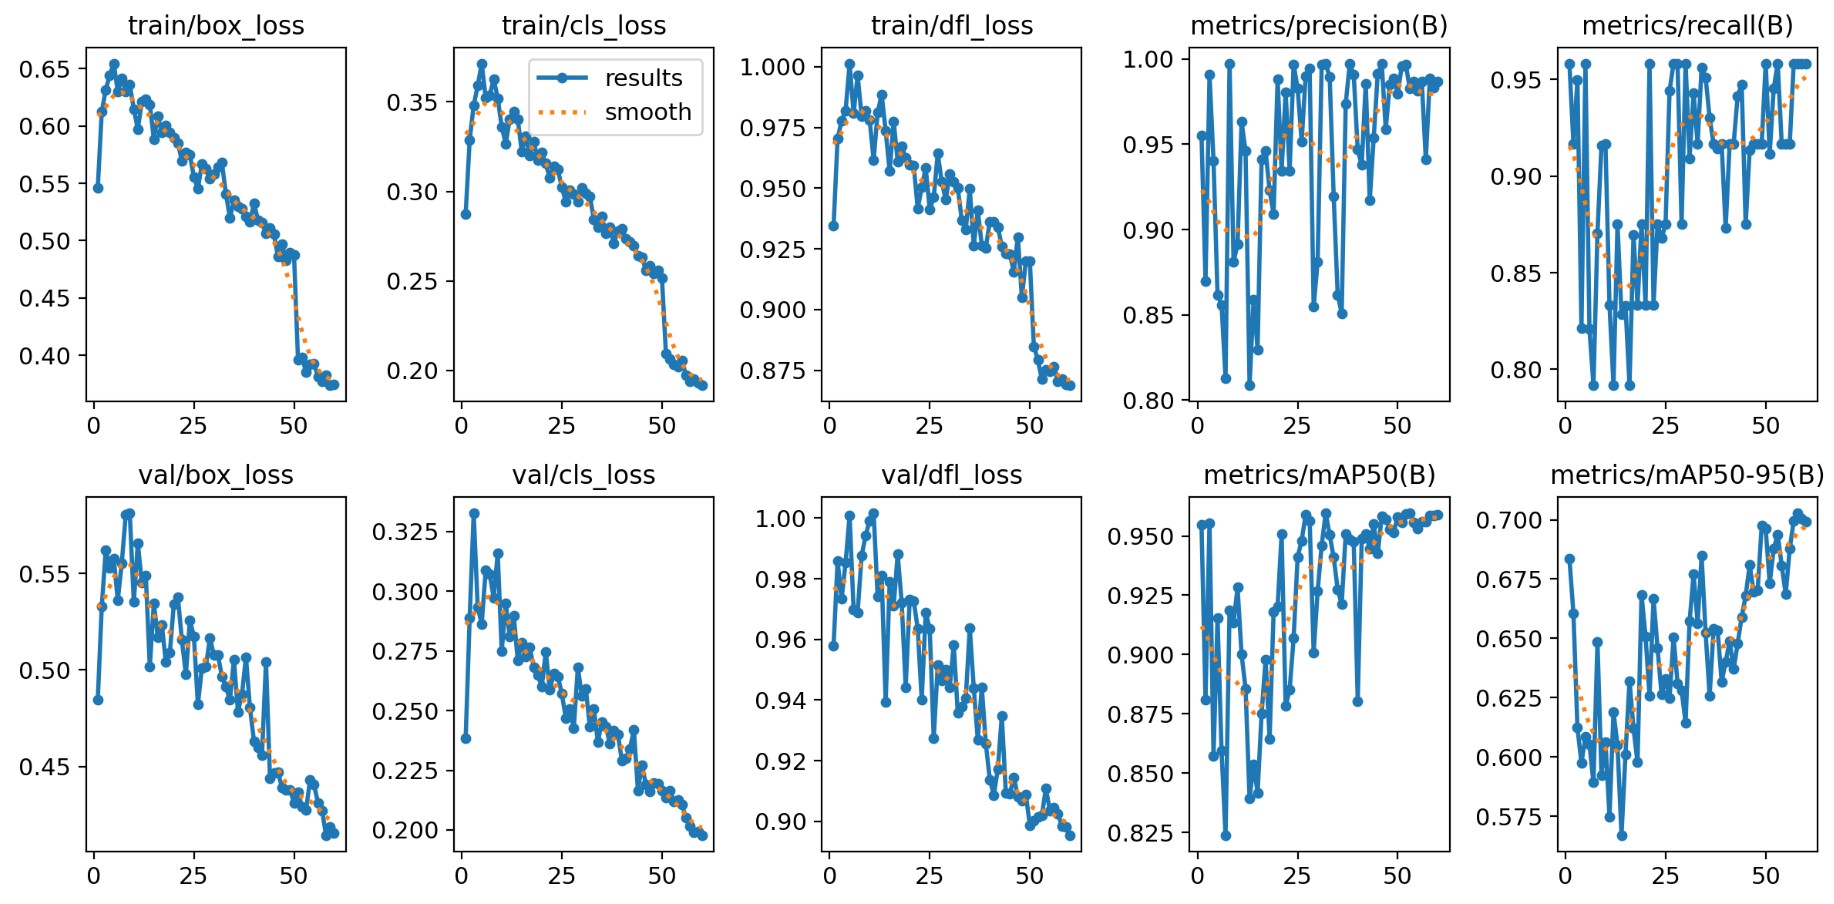 train/box_loss
train/cls_loss
train/dfl_loss
metrics/precision(B)
metrics/recall(B)
0.65
0.60
0.55
0.50
0.45
0.40
0 25 50
results
smooth
0.35
0.30
0.25
0.20
0 25 50
1.000
0.975
0.950
0.925
0.900
0.875
0 25 50
1.00
0.95
0.90
0.85
0.80
0 25 50
0.95
0.90
0.85
0.80
0 25 50
val/box_loss
val/cls_loss
val/dfl_loss
metrics/mAP50(B)
metrics/mAP50-95(B)
0.55
0.50
0.45
0 25 50
0.325
0.300
0.275
0.250
0.225
0.200
0 25 50
1.00
0.98
0.96
0.94
0.92
0.90
0 25 50
0.950
0.925
0.900
0.875
0.850
0.825
0 25 50
0.700
0.675
0.650
0.625
0.600
0.575
0 25 50